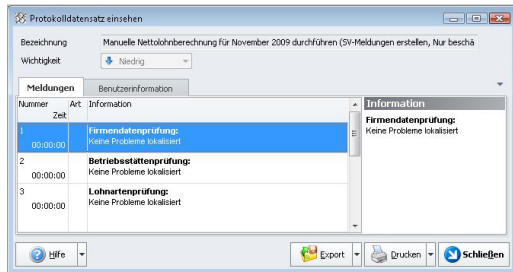 Protokolldatensatz einsehen
Bezeichnung Manuelle Nettolohnberechnung für November 2009 durchführen (SV-Meldungen erstellen, Nur beschä
Wichtigkeit Niedrig
Meldungen Benutzerinformation
Nummer Art Information
Zeit
1 Firmendatenprüfung:
Keine Probleme lokalisiert
00:00:00
2 Betriebsstättenprüfung:
Keine Probleme lokalisiert
00:00:00
3 Lohnartenprüfung:
Keine Probleme lokalisiert
00:00:00
Information
Firmendatenprüfung:
Keine Probleme lokalisiert
Hilfe Export Drucken Schließen